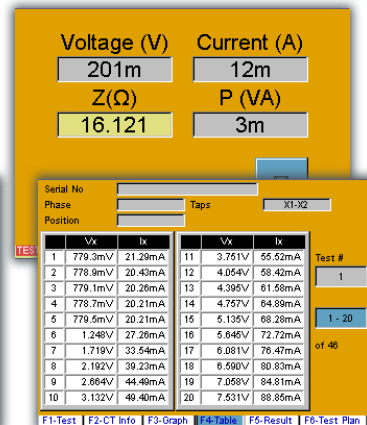 Voltage (V) Current (A)
201m 12m
Z(Ω) P (VA)
16.121 3m
TES
Serial No
Phase Taps X1-X2
Position
Vx Ix Vx Ix
1 779.3mV 21.29mA 11 3.751V 55.52mA Test #
2 778.9mV 20.43mA 12 4.054V 58.42mA 1
3 779.1mV 20.26mA 13 4.395V 61.58mA
4 778.7mV 20.21mA 14 4.757V 64.89mA
5 779.5mV 20.21mA 15 5.135V 68.28mA 1 - 20
6 1.248V 27.26mA 16 5.645V 72.72mA
7 1.719V 33.54mA 17 6.081V 76.47mA of 46
8 2.192V 39.23mA 18 6.590V 80.83mA
9 2.664V 44.49mA 19 7.058V 84.81mA
10 3.132V 49.40mA 20 7.531V 88.85mA
F1-Test F2-CT Info F3-Graph F4-Table F5-Result F6-Test Plan